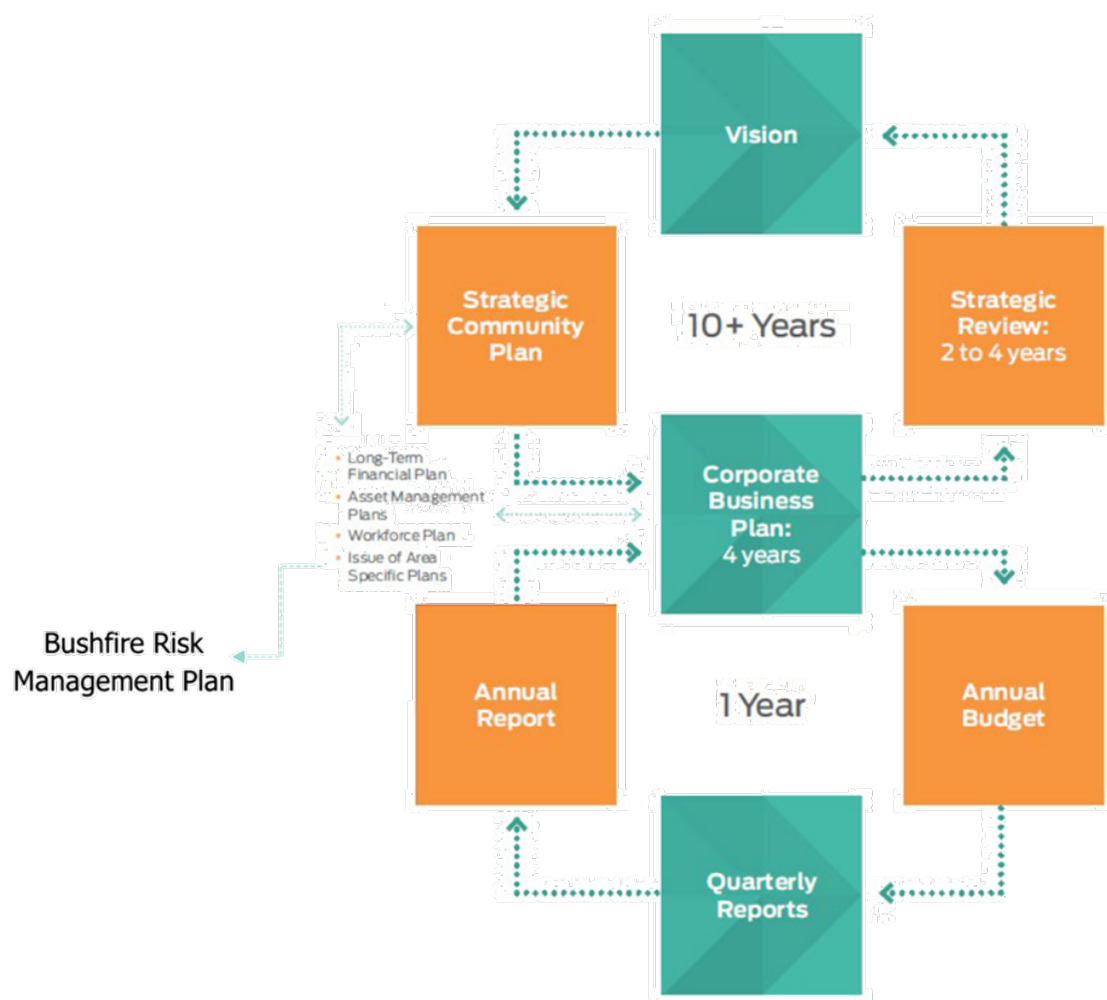 Vision
Strategic
Community
Plan
10+ Years
Strategic
Review:
2 to 4 years
• Long-Term
Financial Plan
• Asset Management
Plans
• Workforce Plan
• Issue of Area
Specific Plans
Corporate
Business
Plan:
4 years
Bushfire Risk
Management Plan
Annual
Report
1 Year
Annual
Budget
Quarterly
Reports